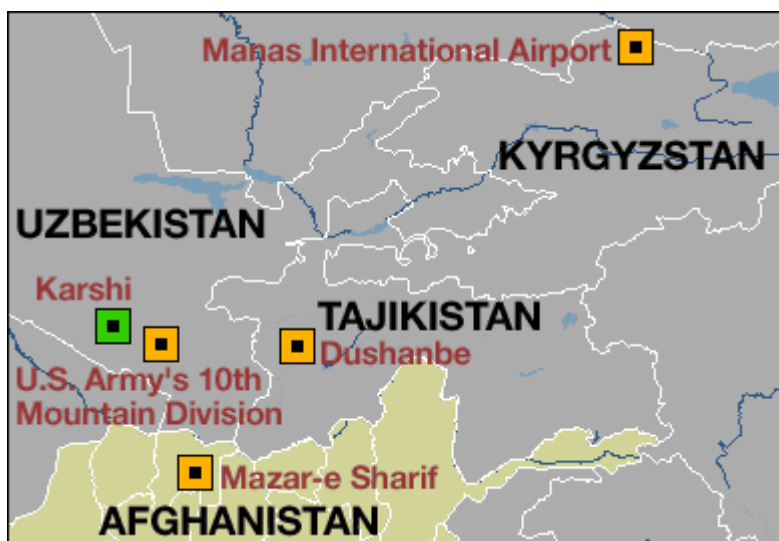 Manas International Airport
KYRGYZSTAN
UZBEKISTAN
Karshi
TAJIKISTAN
Dushanbe
U.S. Army's 10th
Mountain Division
Mazar-e Sharif
AFGHANISTAN